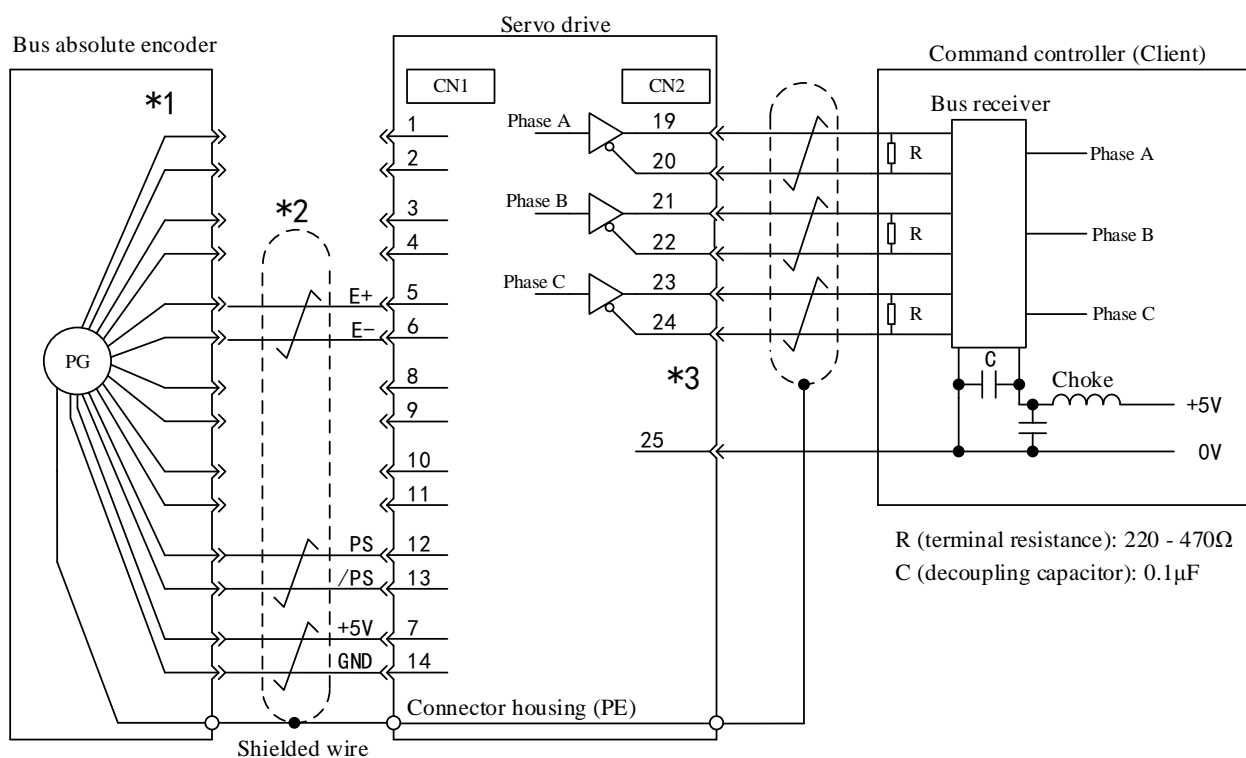 Servo drive
Bus absolute encoder
Command controller (Client)
CN1
CN2
*1
Bus receiver
1
2
3
4
*2
E+
5
E-
6
8
9
10
11
PS
12
/PS
13
+5V
7
GND
14
PG
Phase A
19
20
Phase B
21
22
Phase C
23
24
*3
25
R
R
R
Phase A
Phase B
Phase C
C
Choke
+5V
0V
R (terminal resistance): 220 - 470Ω
C (decoupling capacitor): 0.1μF
Connector housing (PE)
Shielded wire